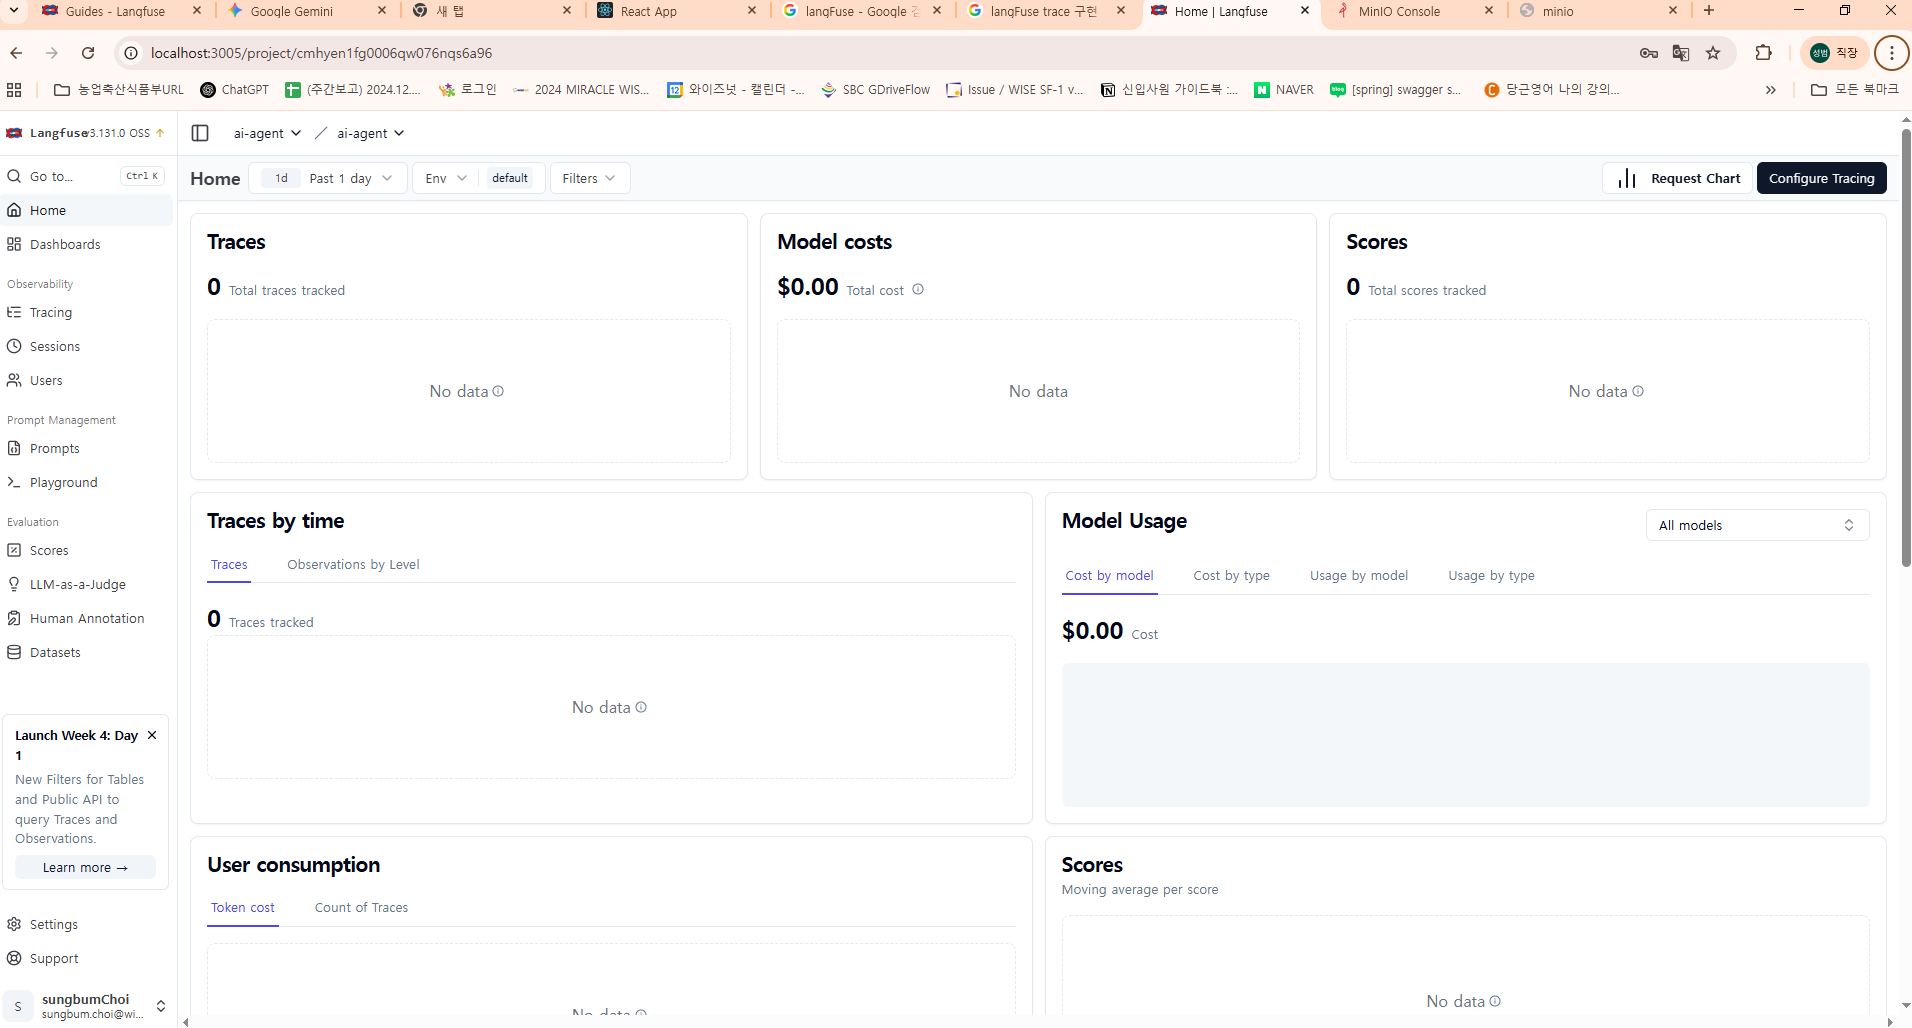 Guides - Langfuse
Google Gemini
새 탭
React App
langFuse - Google 검
langFuse trace 구현
Home | Langfuse
MinIO Console
minio
localhost:3005/project/cmhyen1fg0006qw076nqs6a96
성범 직장
농업축산식품부URL
ChatGPT
(주간보고) 2024.12....
로그인
2024 MIRACLE WIS...
와이즈넛 - 캘린더 -...
SBC GDriveFlow
Issue / WISE SF-1 v...
신입사원 가이드북 :...
NAVER
[spring] swagger s...
당근영어 나의 강의...
모든 북마크
Langfuse v3.131.0 OSS
ai-agent
ai-agent
Go to...
Ctrl K
Home
Dashboards
Observability
Tracing
Sessions
Users
Prompt Management
Prompts
Playground
Evaluation
Scores
LLM-as-a-Judge
Human Annotation
Datasets
Launch Week 4: Day
1
New Filters for Tables
and Public API to
query Traces and
Observations.
Learn more →
Settings
Support
S
sungbumChoi
sungbum.choi@wi...
Home
1d Past 1 day
Env default
Filters
Request Chart
Configure Tracing
Traces
0 Total traces tracked
No data
Model costs
$0.00 Total cost
No data
Scores
0 Total scores tracked
No data
Traces by time
Traces Observations by Level
0 Traces tracked
No data
Model Usage
All models
Cost by model Cost by type Usage by model Usage by type
$0.00 Cost
User consumption
Token cost Count of Traces
No data
Scores
Moving average per score
No data